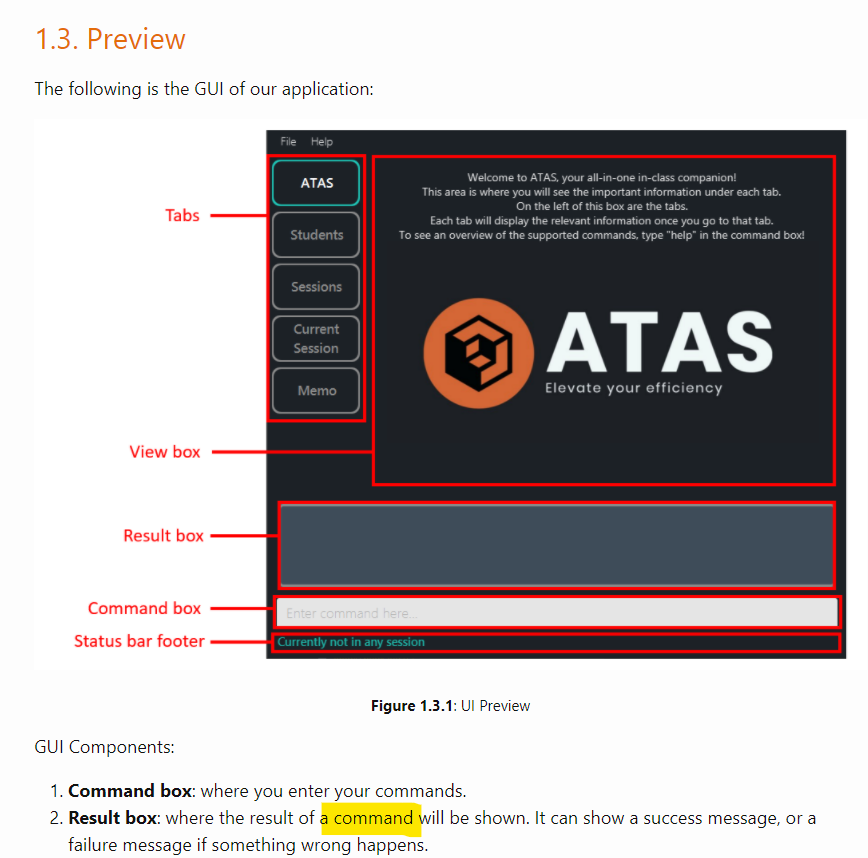 1.3. Preview
The following is the GUI of our application:
File Help
ATAS
Students
Sessions
Current
Session
Memo
Welcome to ATAS, your all-in-one in-class companion!
This area is where you will see the important information under each tab.
On the left of this box are the tabs.
Each tab will display the relevant information once you go to that tab.
To see an overview of the supported commands, type "help" in the command box!
ATAS
Elevate your efficiency
Tabs
View box
Result box
Command box
Enter command here...
Status bar footer
Currently not in any session
Figure 1.3.1: UI Preview
GUI Components:
1. Command box: where you enter your commands.
2. Result box: where the result of a command will be shown. It can show a success message, or a
failure message if something wrong happens.